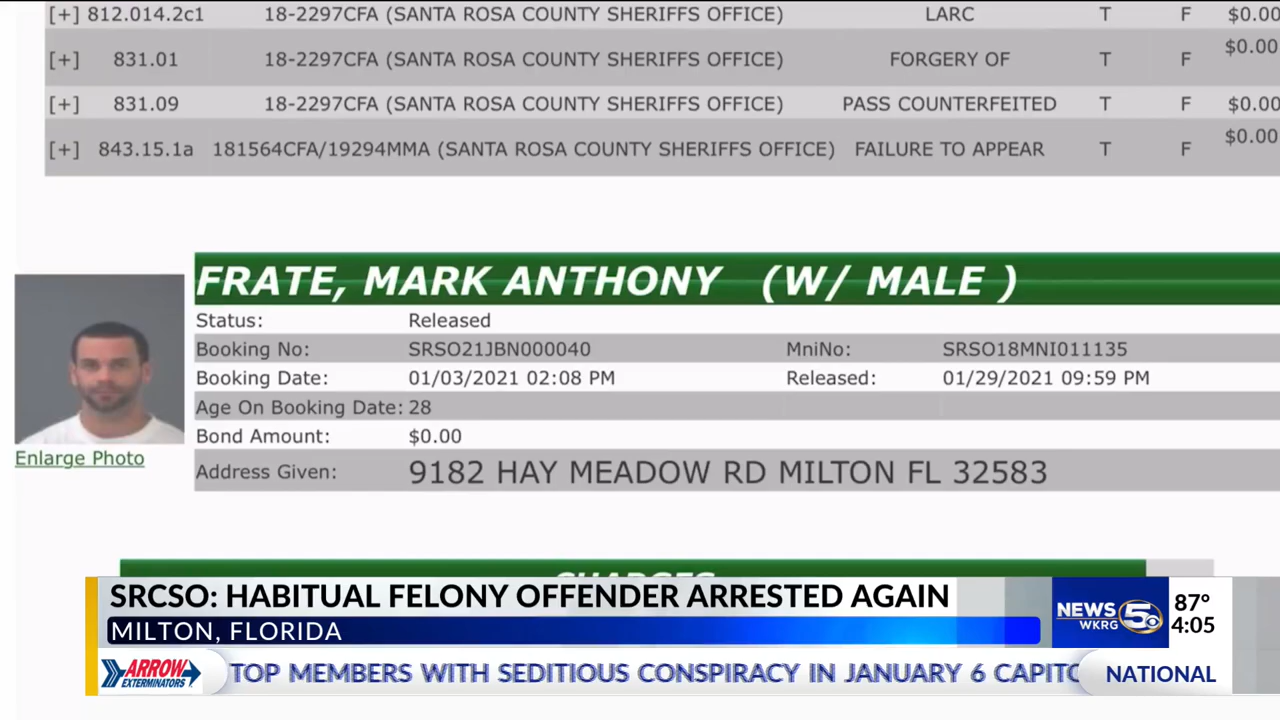 [+] 812.014.2c1 18-2297CFA (SANTA ROSA COUNTY SHERIFFS OFFICE) LARC T F $0.00
[+] 831.01 18-2297CFA (SANTA ROSA COUNTY SHERIFFS OFFICE) FORGERY OF T F $0.00
[+] 831.09 18-2297CFA (SANTA ROSA COUNTY SHERIFFS OFFICE) PASS COUNTERFEITED T F $0.00
[+] 843.15.1a 181564CFA/19294MMA (SANTA ROSA COUNTY SHERIFFS OFFICE) FAILURE TO APPEAR T F $0.00
FRATE, MARK ANTHONY (W/ MALE )
Status: Released
Booking No: SRSO21JBN000040 MniNo: SRSO18MNI011135
Booking Date: 01/03/2021 02:08 PM Released: 01/29/2021 09:59 PM
Age On Booking Date: 28
Bond Amount: $0.00
Enlarge Photo
Address Given: 9182 HAY MEADOW RD MILTON FL 32583
CHARGES
SRCSO: HABITUAL FELONY OFFENDER ARRESTED AGAIN
MILTON, FLORIDA
NEWS 5
WKRG
87°
4:05
ARROW
EXTERMINATORS
TOP MEMBERS WITH SEDITIOUS CONSPIRACY IN JANUARY 6 CAPITO
NATIONAL